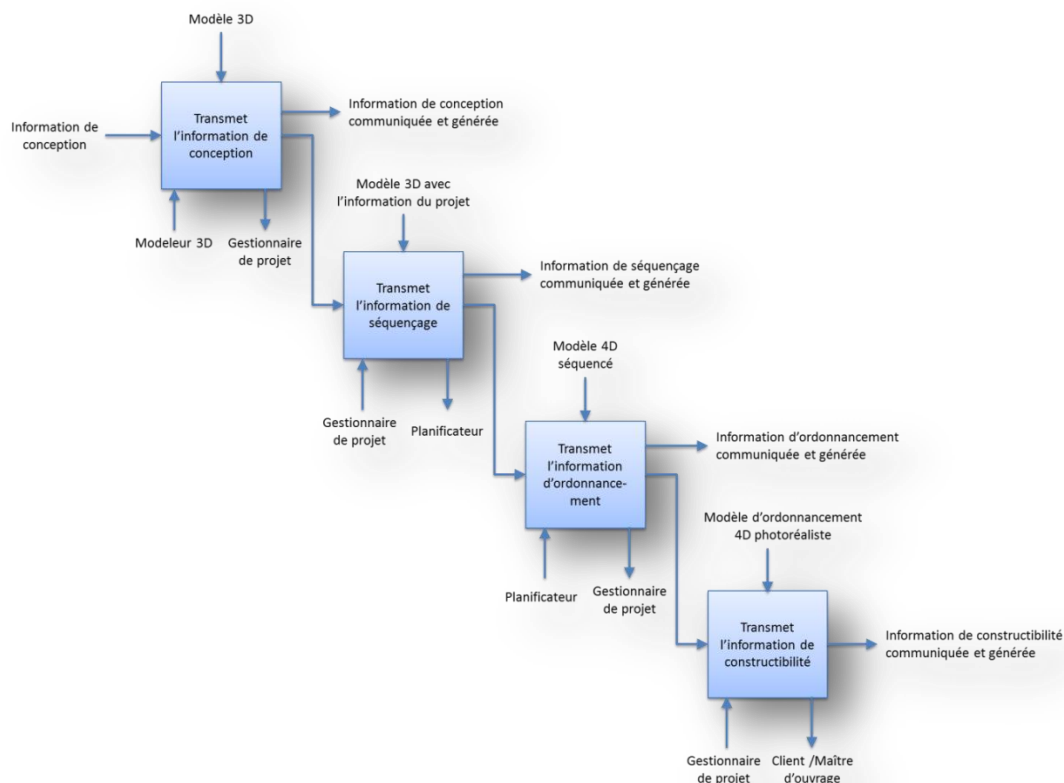 Modèle 3D
Transmet
l’information de
conception
Information de
conception
Information de conception
communiquée et générée
Modeleur 3D
Gestionnaire
de projet
Modèle 3D avec
l’information du projet
Transmet
l’information de
séquençage
Information de séquençage
communiquée et générée
Gestionnaire
de projet
Planificateur
Modèle 4D
séquencé
Transmet
l’information
d’ordonnance-
ment
Information d’ordonnancement
communiquée et générée
Planificateur
Gestionnaire
de projet
Modèle d’ordonnancement
4D photoréaliste
Transmet
l’information de
constructibilité
Information de constructibilité
communiquée et générée
Gestionnaire
de projet
Client /Maître
d’ouvrage